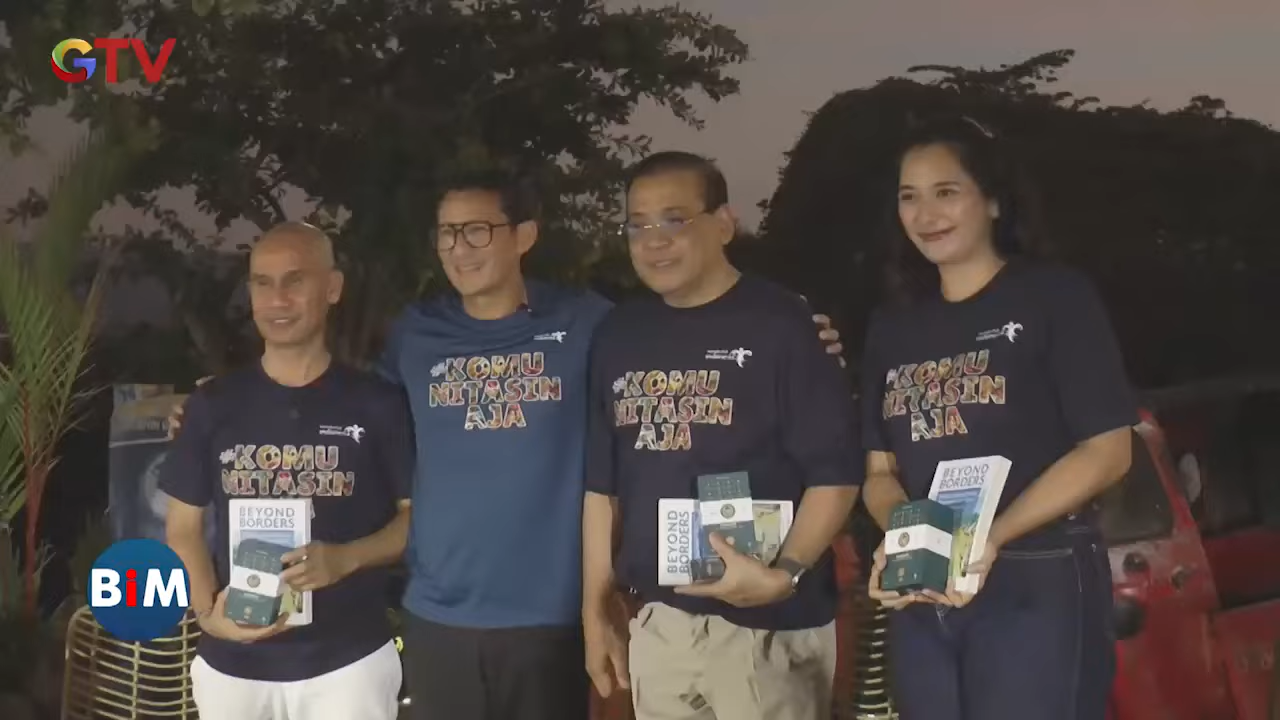 GTV
#KOMU
NITASIN
AJA
#KOMU
NITASIN
AJA
#KOMU
NITASIN
AJA
#KOMU
NITASIN
BEYOND
BORDERS
BEYOND
BORDERS
BEYOND
BORDERS
BiM